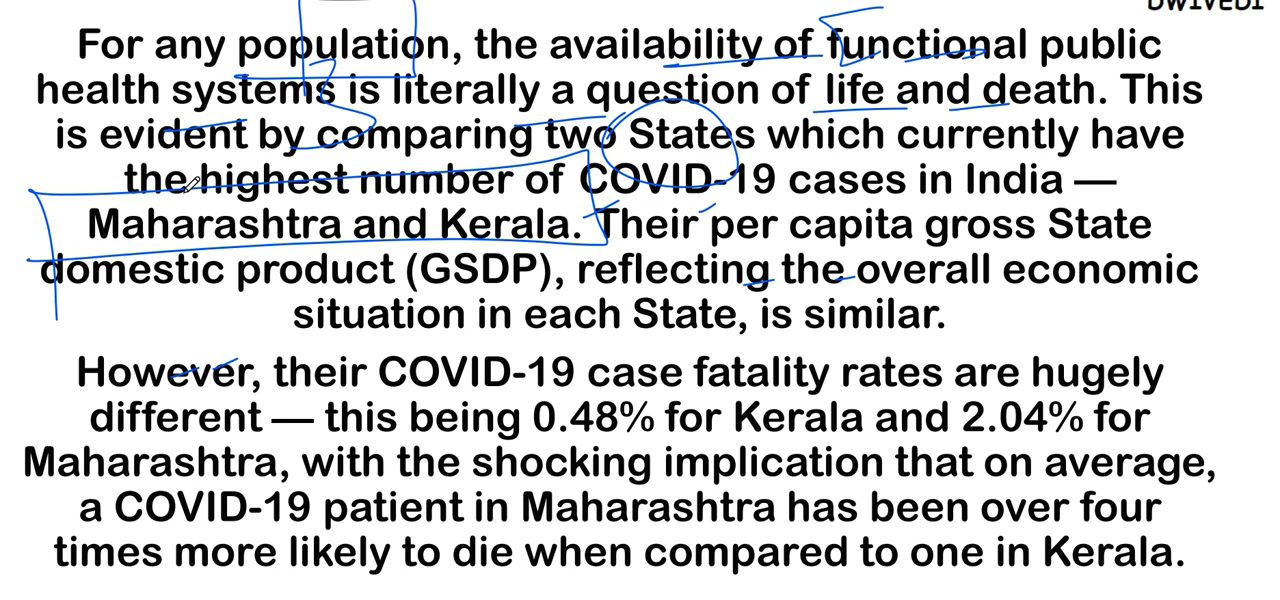 DWIVEDI
For any population, the availability of functional public
health systems is literally a question of life and death. This
is evident by comparing two States which currently have
the highest number of COVID-19 cases in India —
Maharashtra and Kerala. Their per capita gross State
domestic product (GSDP), reflecting the overall economic
situation in each State, is similar.
However, their COVID-19 case fatality rates are hugely
different — this being 0.48% for Kerala and 2.04% for
Maharashtra, with the shocking implication that on average,
a COVID-19 patient in Maharashtra has been over four
times more likely to die when compared to one in Kerala.